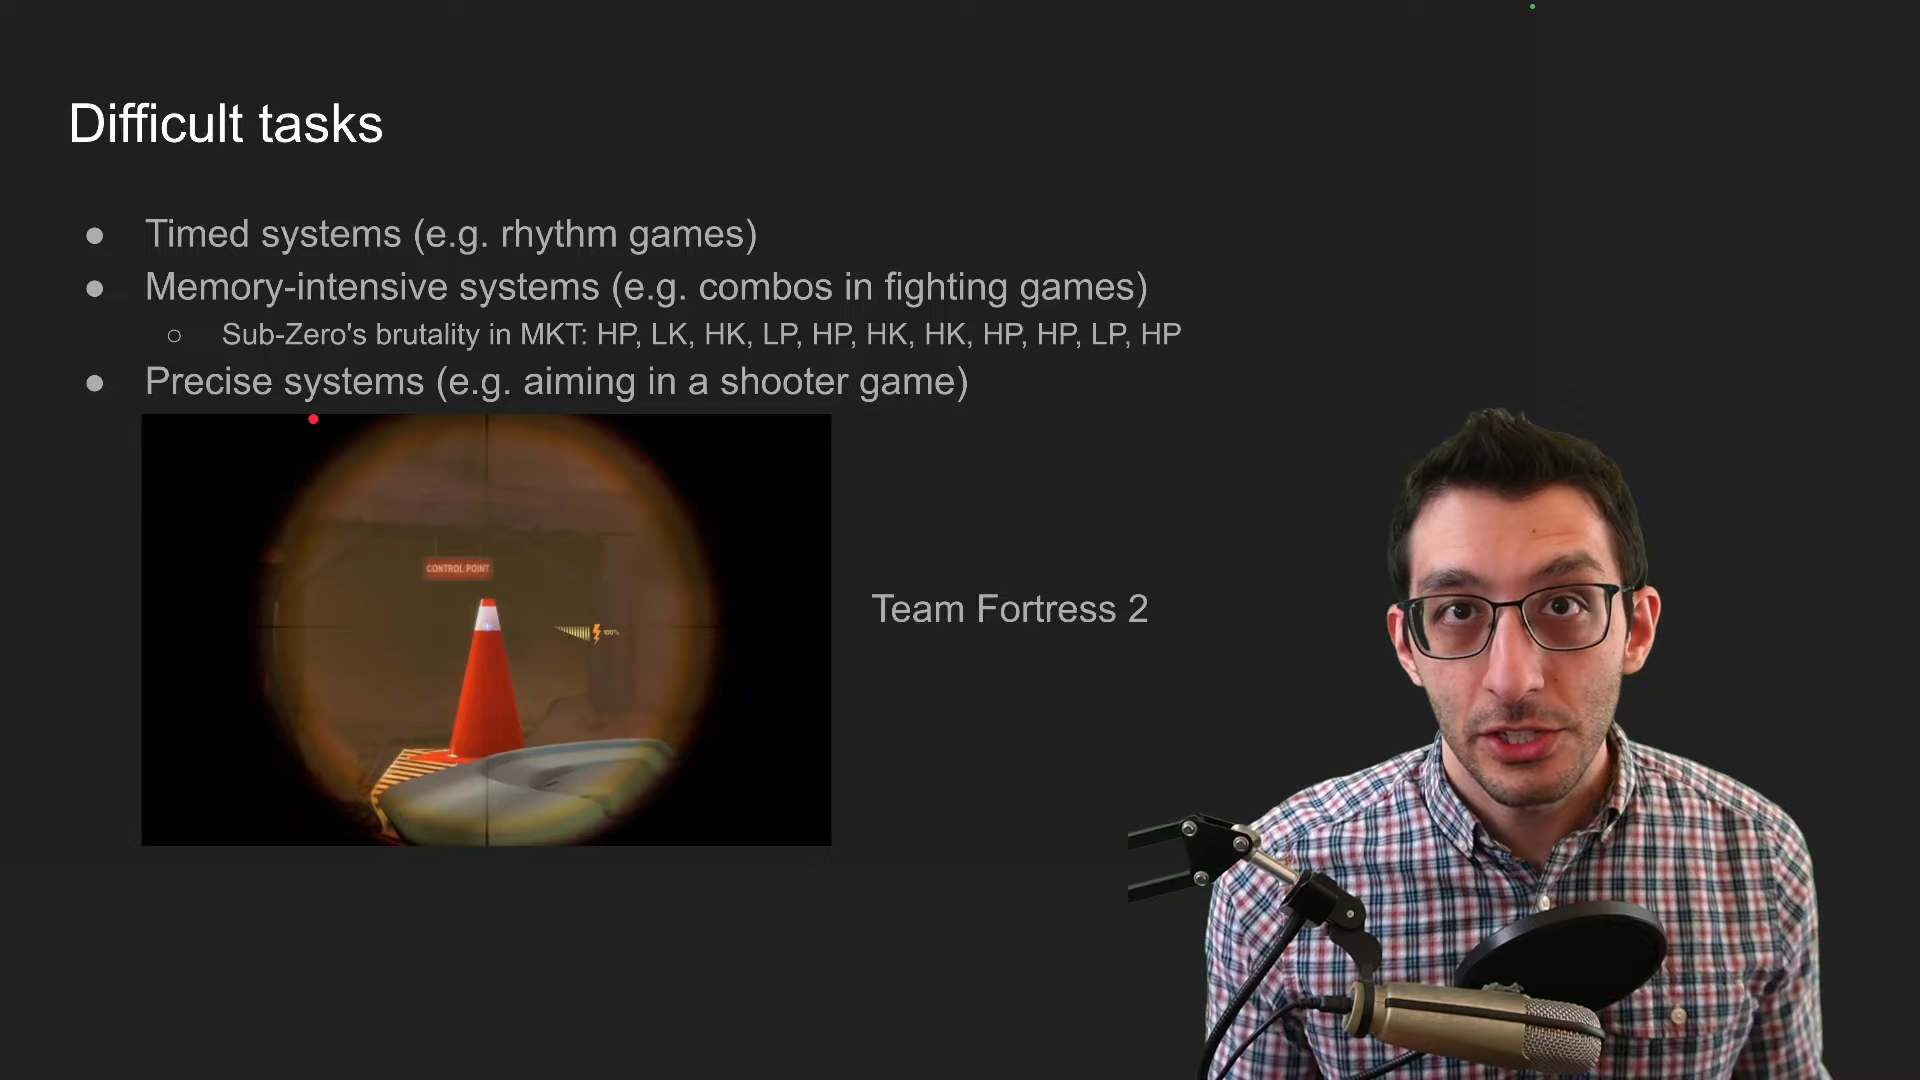 Difficult tasks
● Timed systems (e.g. rhythm games)
● Memory-intensive systems (e.g. combos in fighting games)
○ Sub-Zero's brutality in MKT: HP, LK, HK, LP, HP, HK, HK, HP, HP, LP, HP
● Precise systems (e.g. aiming in a shooter game)
CONTROL POINT
100%
Team Fortress 2